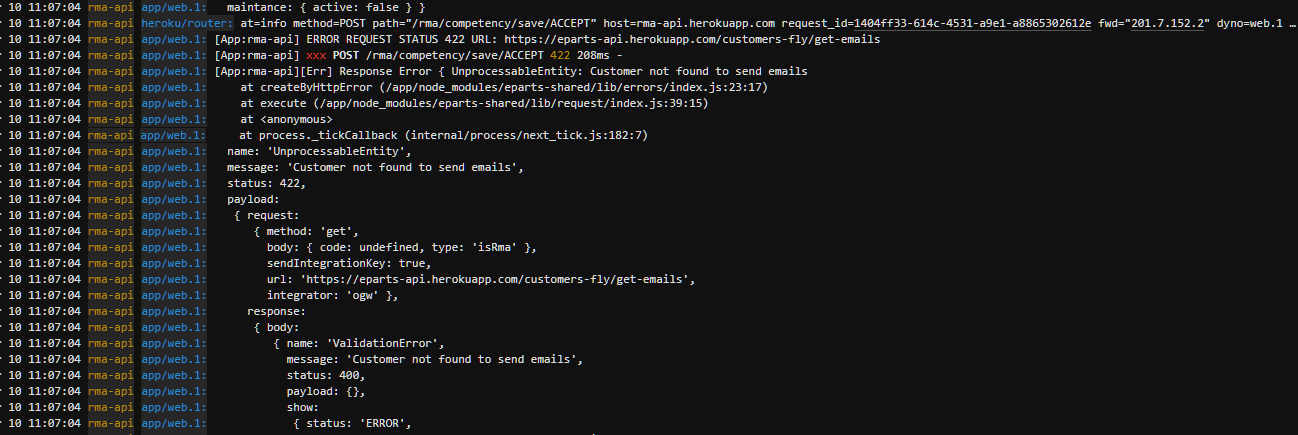 10 11:07:04 rma-api app/web.1:   maintance: { active: false } }
10 11:07:04 rma-api heroku/router: at=info method=POST path="/rma/competency/save/ACCEPT" host=rma-api.herokuapp.com request_id=1404ff33-614c-4531-a9e1-a8865302612e fwd="201.7.152.2" dyno=web.1 …
10 11:07:04 rma-api app/web.1: [App:rma-api] ERROR REQUEST STATUS 422 URL: https://eparts-api.herokuapp.com/customers-fly/get-emails
10 11:07:04 rma-api app/web.1: [App:rma-api] xxx POST /rma/competency/save/ACCEPT 422 208ms -
10 11:07:04 rma-api app/web.1: [App:rma-api][Err] Response Error { UnprocessableEntity: Customer not found to send emails
10 11:07:04 rma-api app/web.1:     at createByHttpError (/app/node_modules/eparts-shared/lib/errors/index.js:23:17)
10 11:07:04 rma-api app/web.1:     at execute (/app/node_modules/eparts-shared/lib/request/index.js:39:15)
10 11:07:04 rma-api app/web.1:     at <anonymous>
10 11:07:04 rma-api app/web.1:     at process._tickCallback (internal/process/next_tick.js:182:7)
10 11:07:04 rma-api app/web.1:   name: 'UnprocessableEntity',
10 11:07:04 rma-api app/web.1:   message: 'Customer not found to send emails',
10 11:07:04 rma-api app/web.1:   status: 422,
10 11:07:04 rma-api app/web.1:   payload:
10 11:07:04 rma-api app/web.1:    { request:
10 11:07:04 rma-api app/web.1:       { method: 'get',
10 11:07:04 rma-api app/web.1:         body: { code: undefined, type: 'isRma' },
10 11:07:04 rma-api app/web.1:         sendIntegrationKey: true,
10 11:07:04 rma-api app/web.1:         url: 'https://eparts-api.herokuapp.com/customers-fly/get-emails',
10 11:07:04 rma-api app/web.1:         integrator: 'ogw' },
10 11:07:04 rma-api app/web.1:      response:
10 11:07:04 rma-api app/web.1:       { body:
10 11:07:04 rma-api app/web.1:          { name: 'ValidationError',
10 11:07:04 rma-api app/web.1:            message: 'Customer not found to send emails',
10 11:07:04 rma-api app/web.1:            status: 400,
10 11:07:04 rma-api app/web.1:            payload: {},
10 11:07:04 rma-api app/web.1:            show:
10 11:07:04 rma-api app/web.1:             { status: 'ERROR',